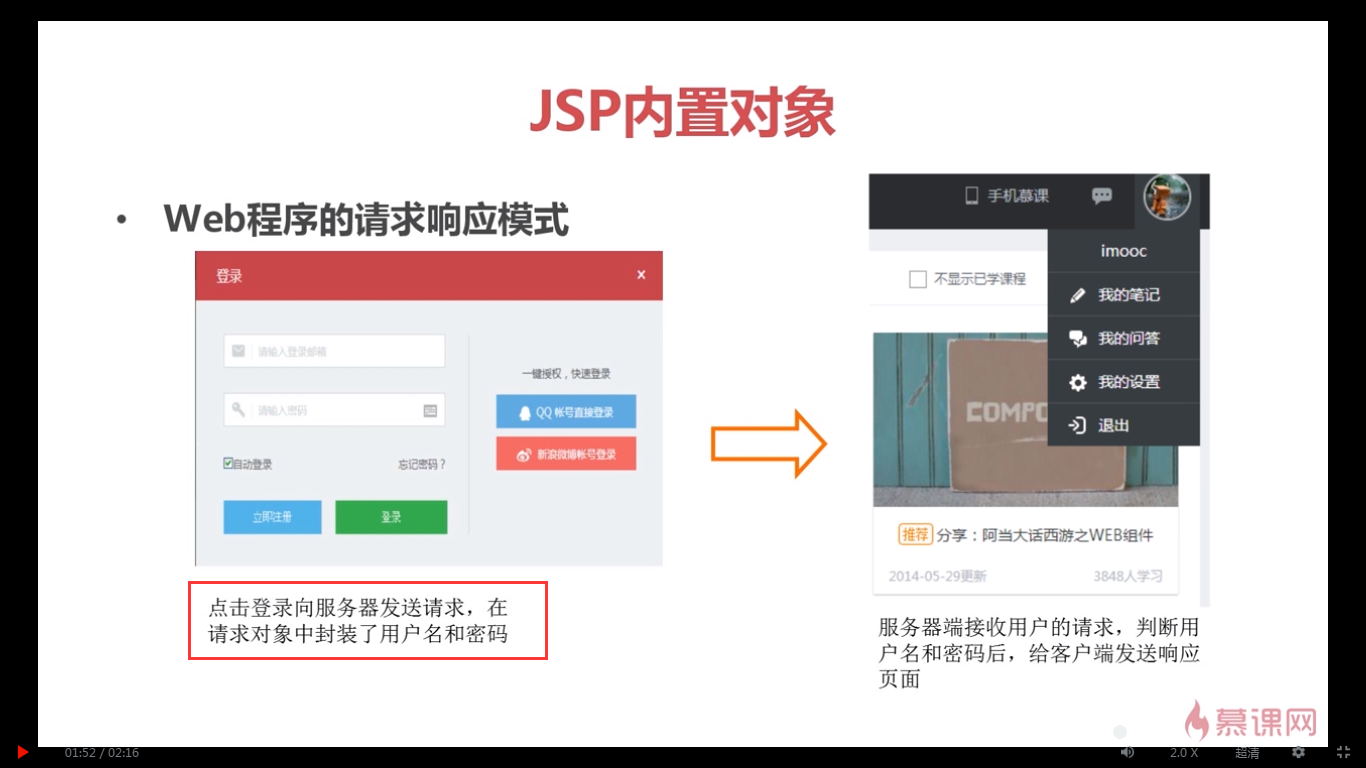 JSP内置对象
• Web程序的请求响应模式
登录
x
请输入登录邮箱
请输入密码
自动登录 忘记密码？
立即注册 登录
一键授权，快速登录
QQ 帐号直接登录
新浪微博帐号登录
点击登录向服务器发送请求，在
请求对象中封装了用户名和密码
手机慕课
imooc
不显示已学课程
我的笔记
我的问答
我的设置
退出
COMPO
推荐 分享：阿当大话西游之WEB组件
2014-05-29更新 3848人学习
服务器端接收用户的请求，判断用
户名和密码后，给客户端发送响应
页面
慕课网
01:52 / 02:16
2.0 X 超清